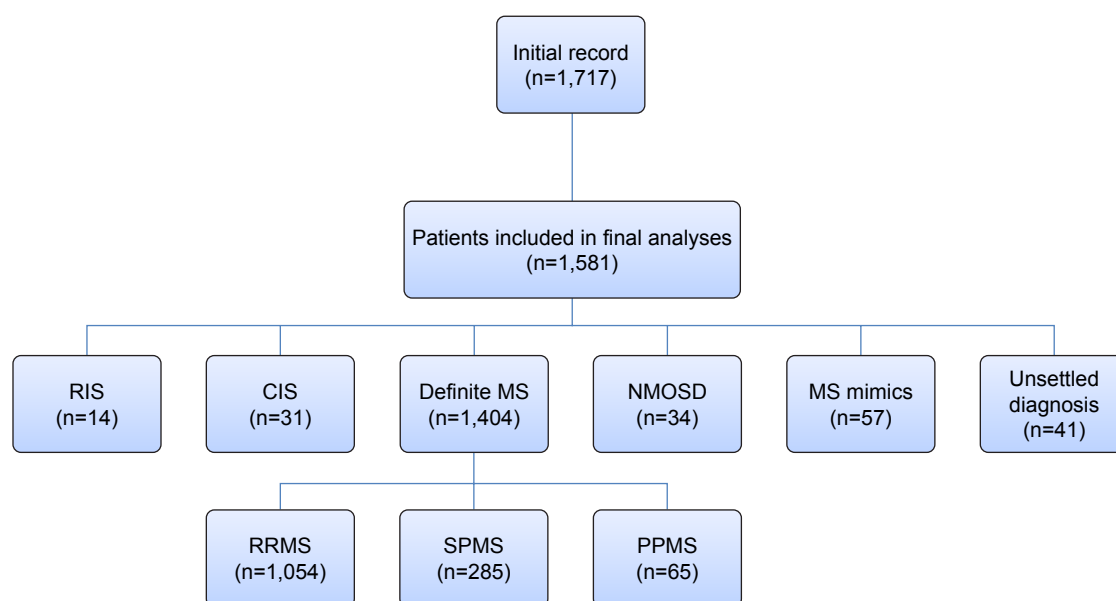 Initial record
(n=1,717)
Patients included in final analyses
(n=1,581)
RIS
(n=14)
CIS
(n=31)
Definite MS
(n=1,404)
NMOSD
(n=34)
MS mimics
(n=57)
Unsettled
diagnosis
(n=41)
RRMS
(n=1,054)
SPMS
(n=285)
PPMS
(n=65)